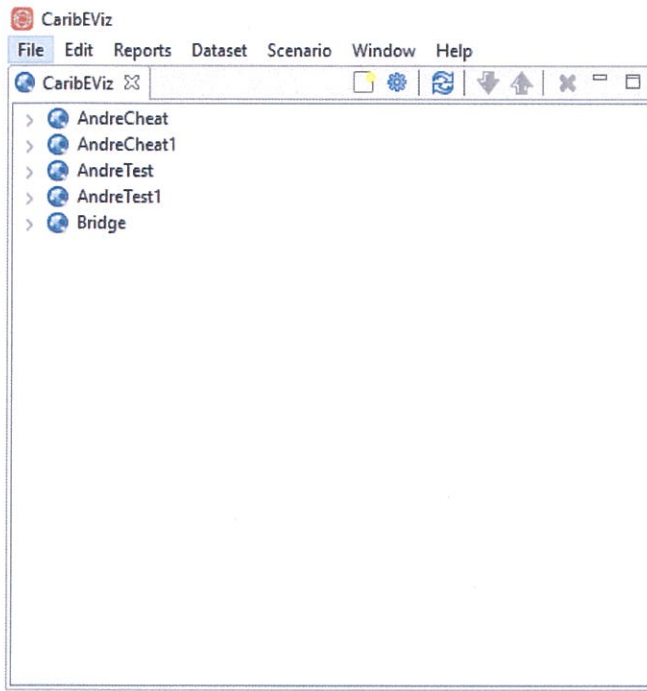 CaribEViz
File Edit Reports Dataset Scenario Window Help
CaribEViz
AndreCheat
AndreCheat1
AndreTest
AndreTest1
Bridge